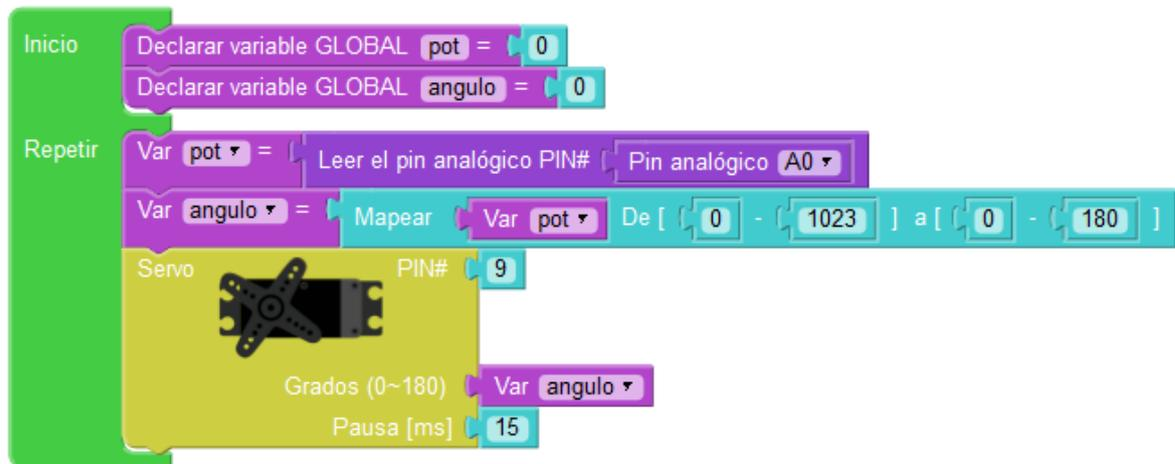 Inicio Declarar variable GLOBAL pot = 0
Declarar variable GLOBAL angulo = 0
Repetir Var pot = Leer el pin analógico PIN# Pin analógico A0
Var angulo = Mapear Var pot De [ 0 - 1023 ] a [ 0 - 180 ]
Servo PIN# 9
Grados (0~180) Var angulo
Pausa [ms] 15